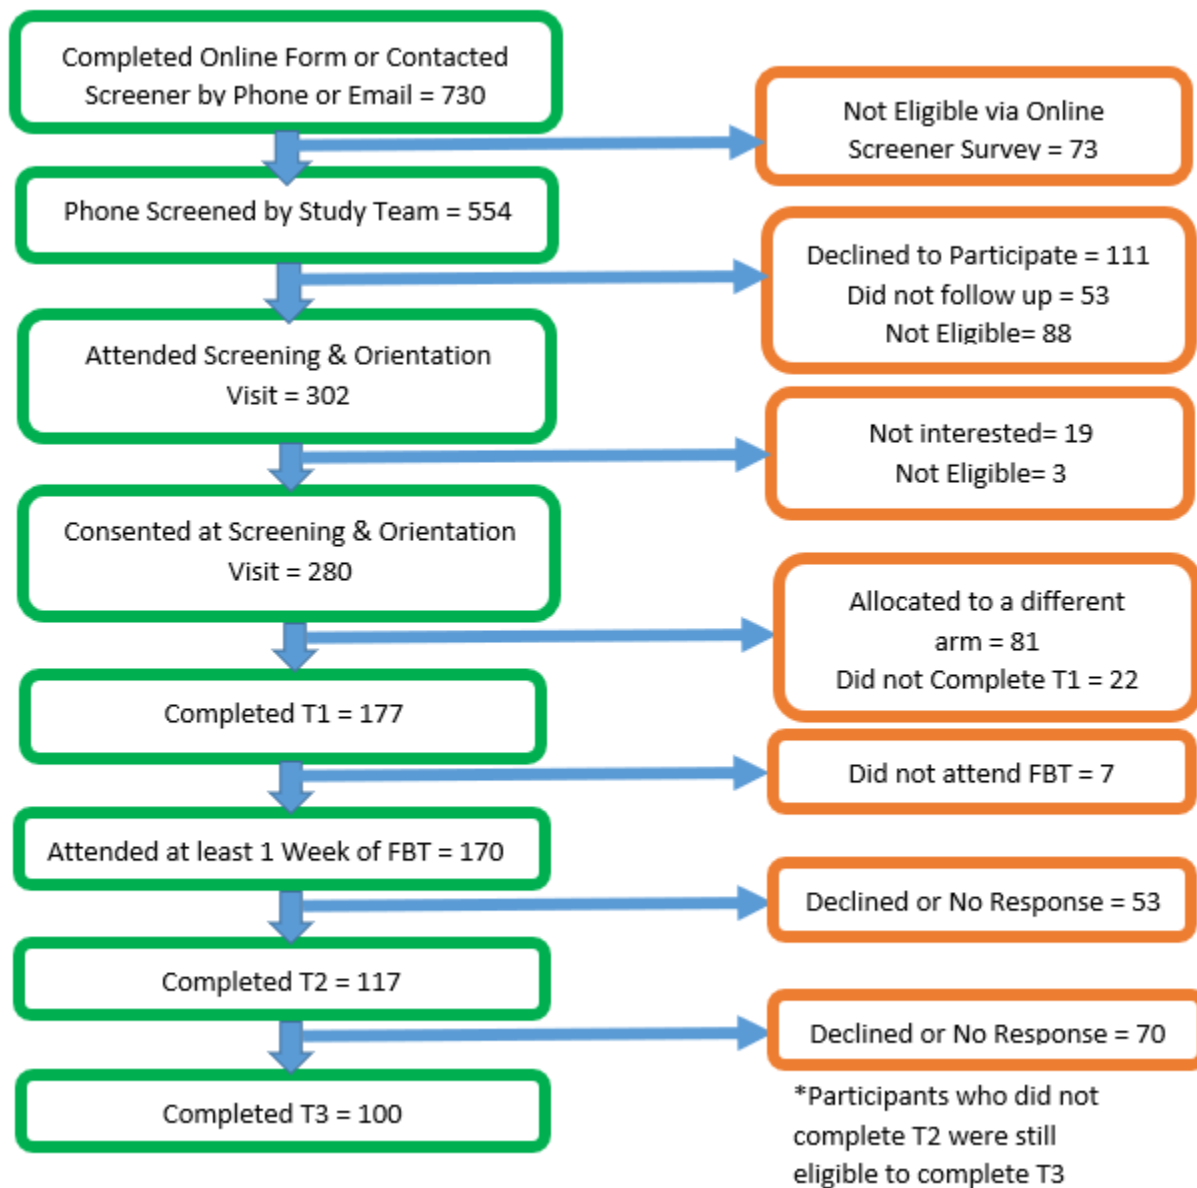 Completed Online Form or Contacted
Screener by Phone or Email = 730
Not Eligible via Online
Screener Survey = 73
Phone Screened by Study Team = 554
Declined to Participate = 111
Did not follow up = 53
Not Eligible= 88
Attended Screening & Orientation
Visit = 302
Not interested= 19
Not Eligible= 3
Consented at Screening & Orientation
Visit = 280
Allocated to a different
arm = 81
Did not Complete T1 = 22
Completed T1 = 177
Did not attend FBT = 7
Attended at least 1 Week of FBT = 170
Declined or No Response = 53
Completed T2 = 117
Declined or No Response = 70
Completed T3 = 100
*Participants who did not
complete T2 were still
eligible to complete T3